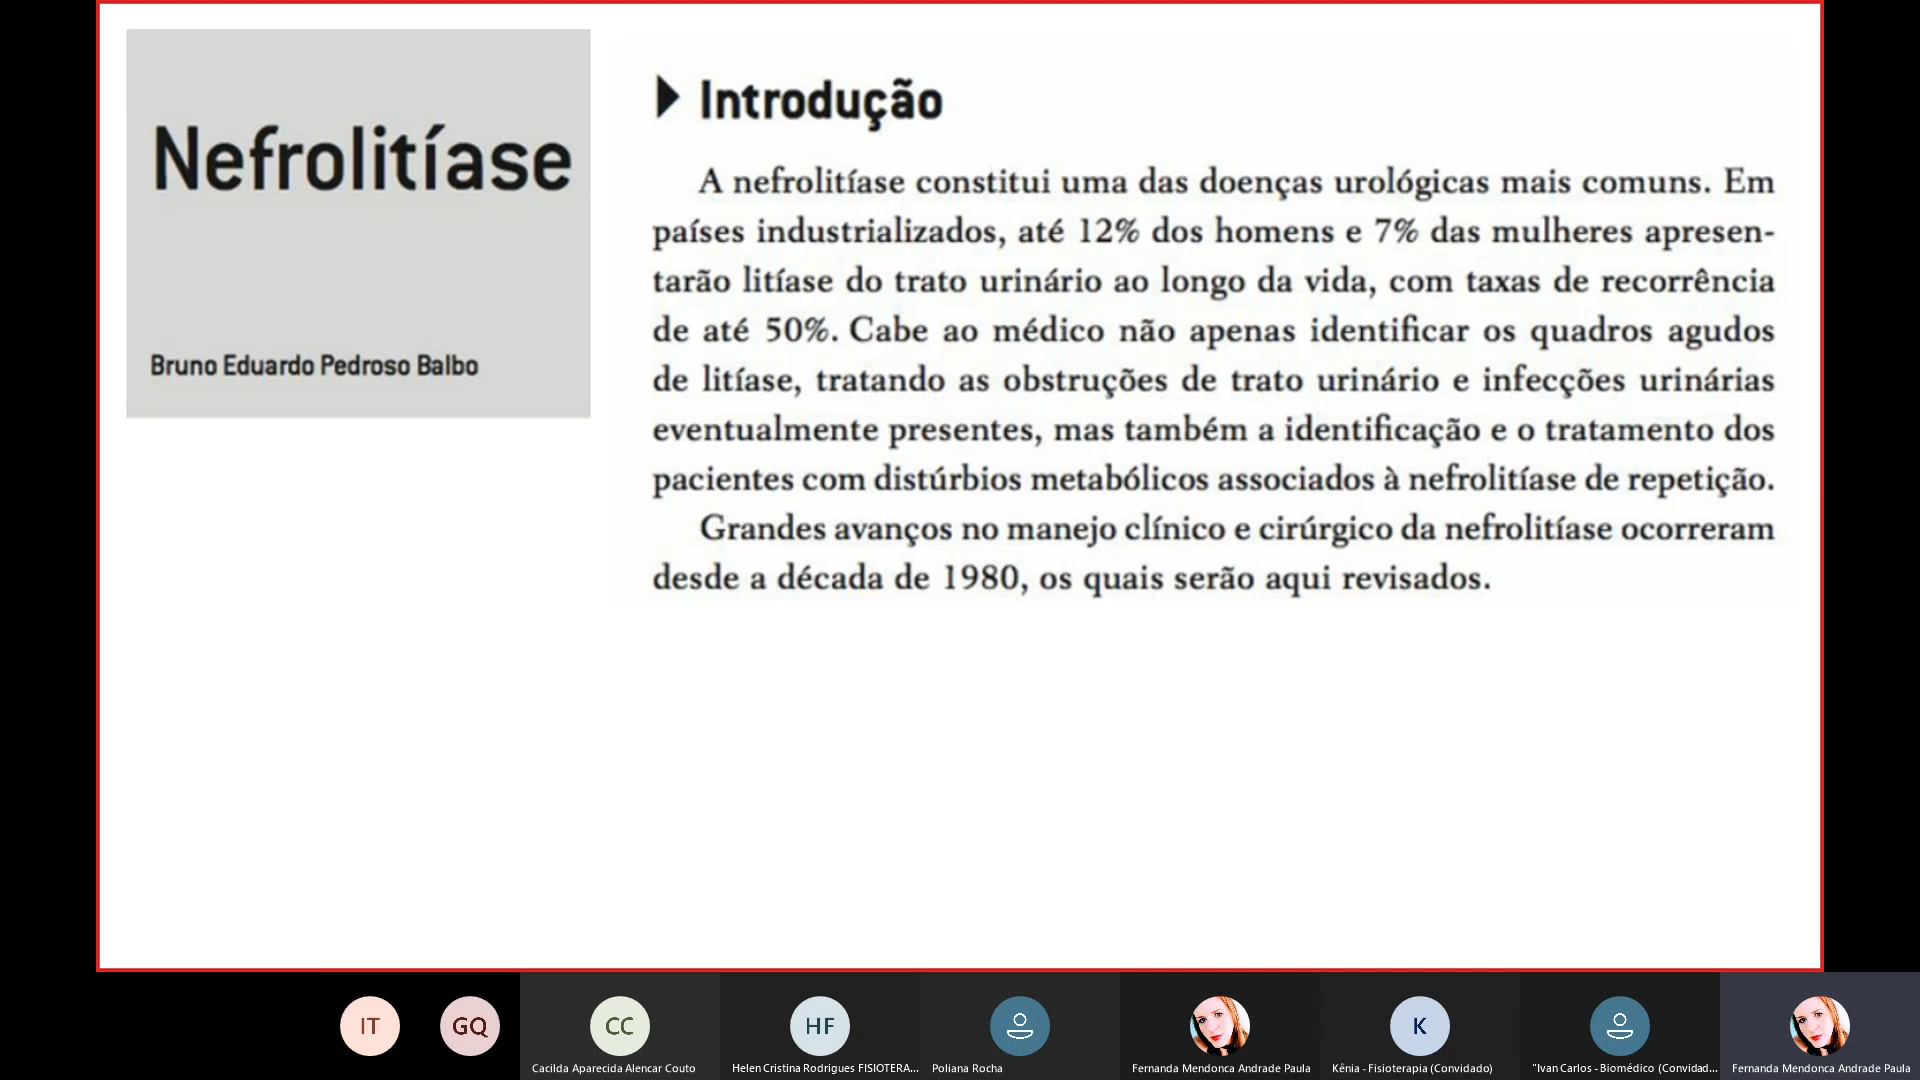 Nefrolitíase
Bruno Eduardo Pedroso Balbo
Introdução
A nefrolitíase constitui uma das doenças urológicas mais comuns. Em
países industrializados, até 12% dos homens e 7% das mulheres apresen-
tarão litíase do trato urinário ao longo da vida, com taxas de recorrência
de até 50%. Cabe ao médico não apenas identificar os quadros agudos
de litíase, tratando as obstruções de trato urinário e infecções urinárias
eventualmente presentes, mas também a identificação e o tratamento dos
pacientes com distúrbios metabólicos associados à nefrolitíase de repetição.
Grandes avanços no manejo clínico e cirúrgico da nefrolitíase ocorreram
desde a década de 1980, os quais serão aqui revisados.
IT
GQ
CC
HF
K
Cacilda Aparecida Alencar Couto
Helen Cristina Rodrigues FISIOTERA...
Poliana Rocha
Fernanda Mendonca Andrade Paula
Kênia - Fisioterapia (Convidado)
"Ivan Carlos - Biomédico (Convidad...
Fernanda Mendonca Andrade Paula